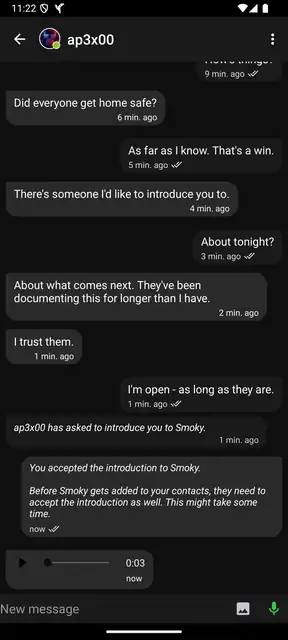 11:22
ap3x00
How's things?
9 min. ago
Did everyone get home safe?
6 min. ago
As far as I know. That's a win.
5 min. ago
There's someone I'd like to introduce you to.
4 min. ago
About tonight?
3 min. ago
About what comes next. They've been
documenting this for longer than I have.
2 min. ago
I trust them.
1 min. ago
I'm open - as long as they are.
1 min. ago
ap3x00 has asked to introduce you to Smoky.
1 min. ago
You accepted the introduction to Smoky.
Before Smoky gets added to your contacts, they need to
accept the introduction as well. This might take some
time.
now
0:03
now
New message